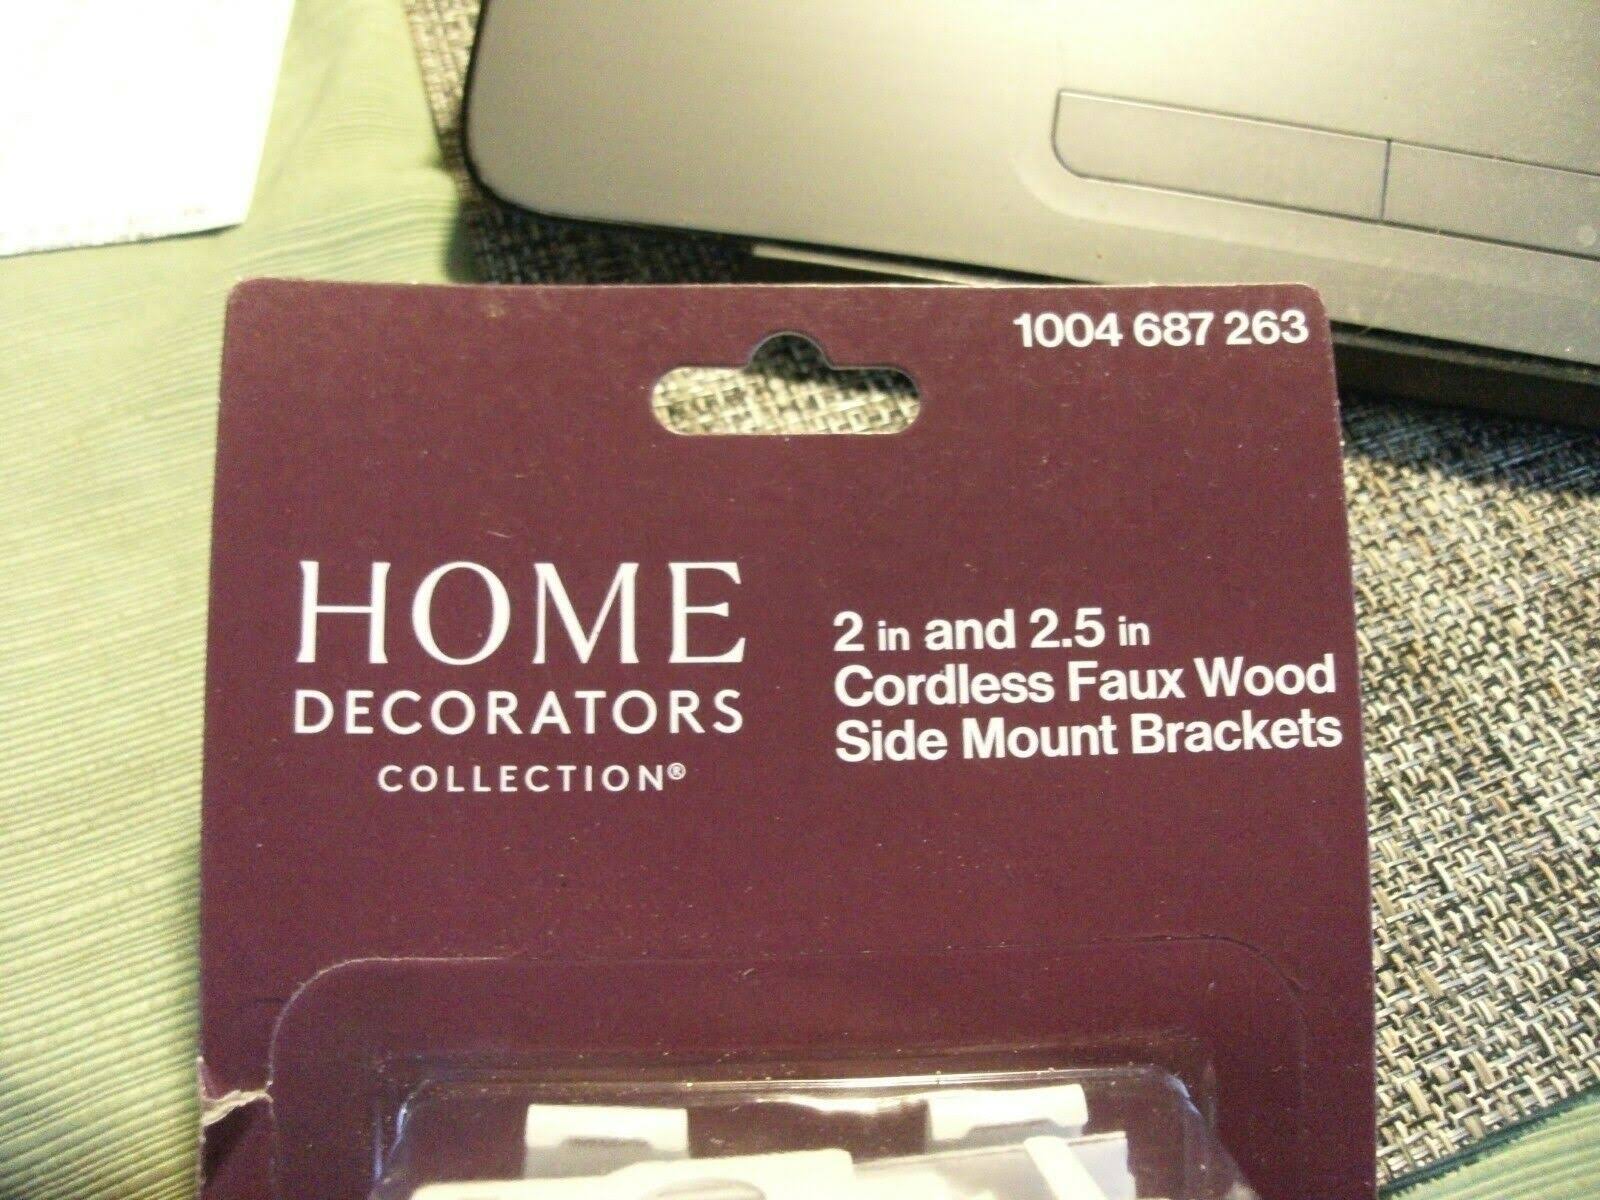 1004 687 263
HOME
DECORATORS
COLLECTION®
2 in and 2.5 in
Cordless Faux Wood
Side Mount Brackets